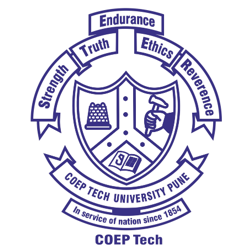 Endurance
Truth
Ethics
Strength
Reverence
S
COEP TECH UNIVERSITY PUNE
In service of nation since 1854
COEP Tech